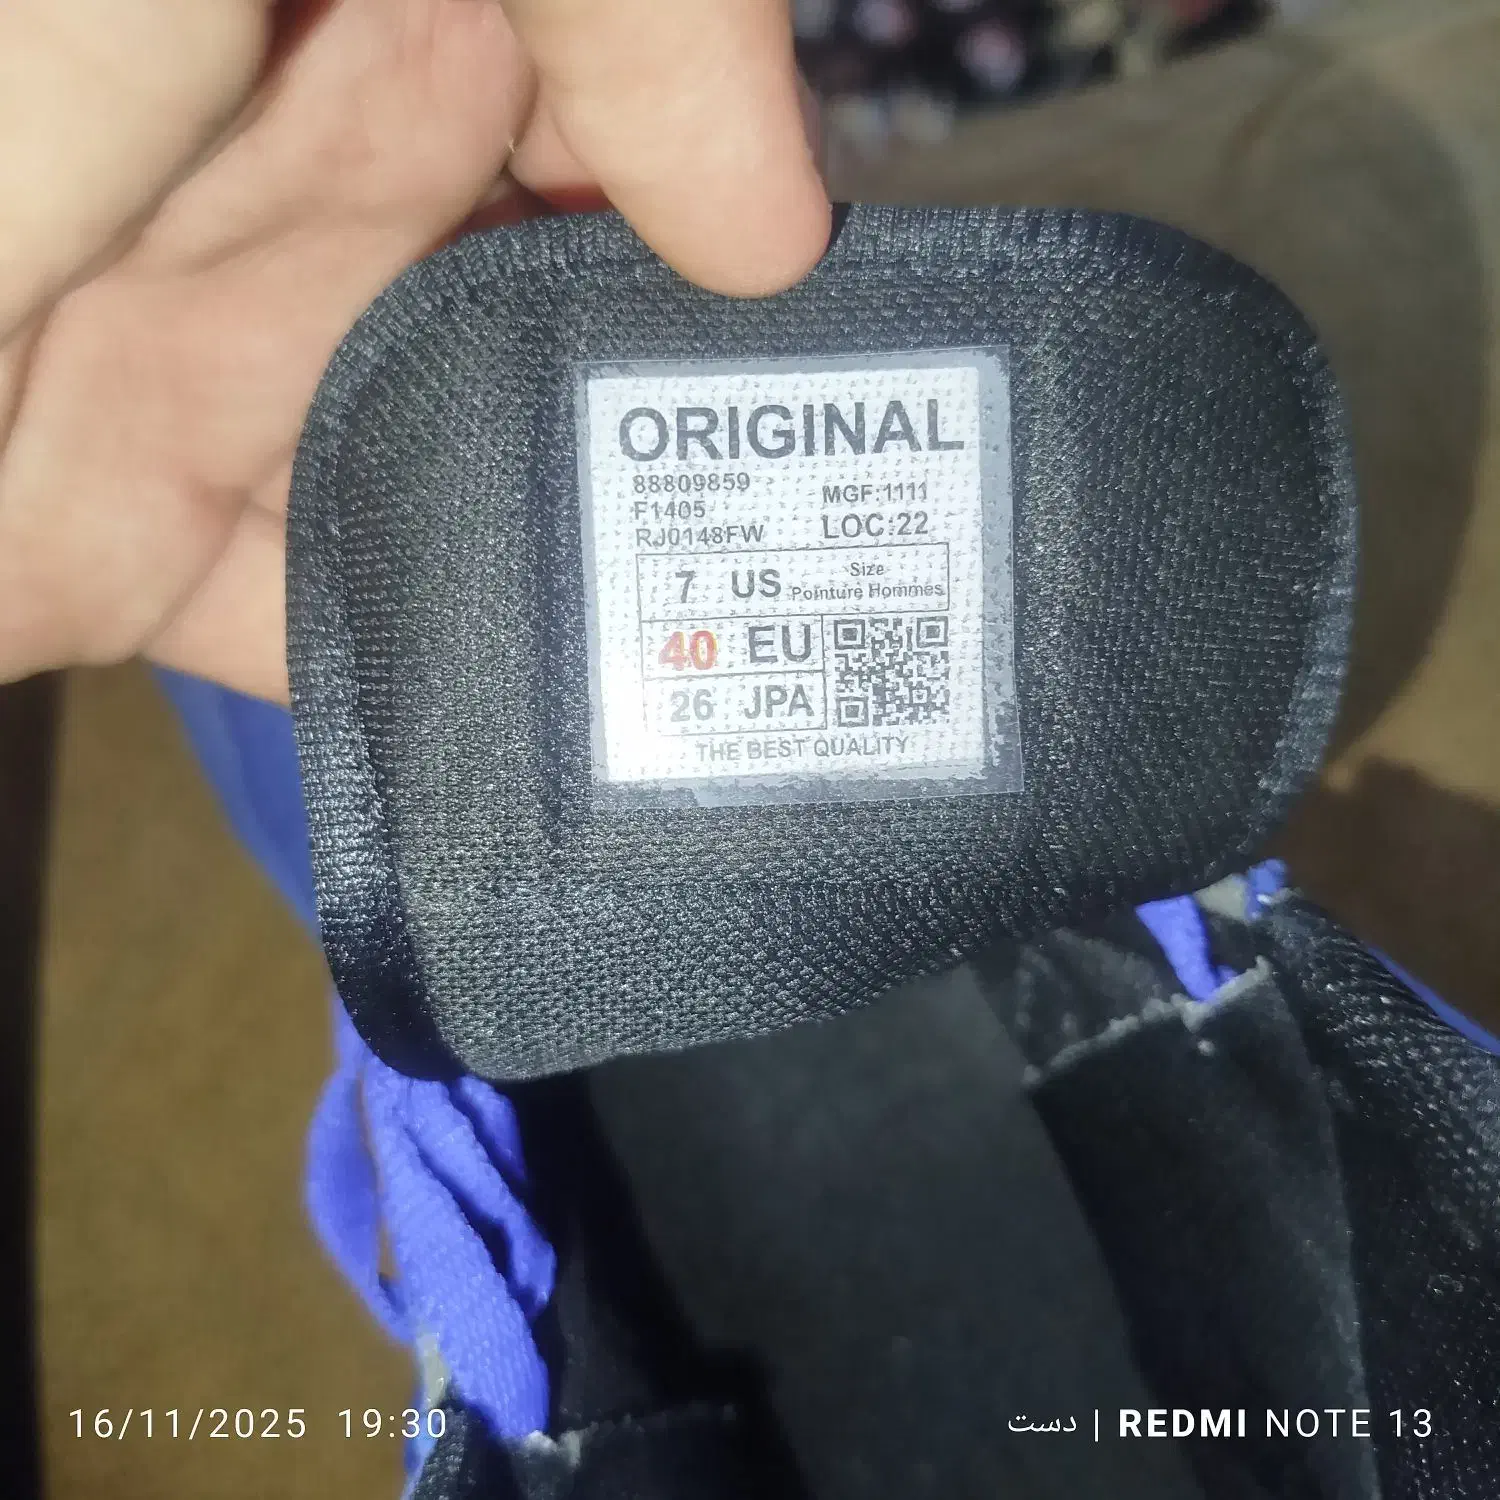 ORIGINAL
88809859
F1405
RJ0148FW
MGF:1111
LOC:22
7 US Size
Pointure Hommes
40 EU
26 JPA
THE BEST QUALITY
16/11/2025 19:30
دست | REDMI NOTE 13